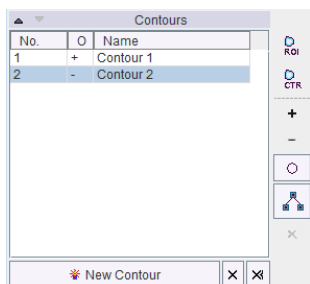 Contours
No. O Name
1 + Contour 1
2 - Contour 2
ROI
CTR
+
-
New Contour